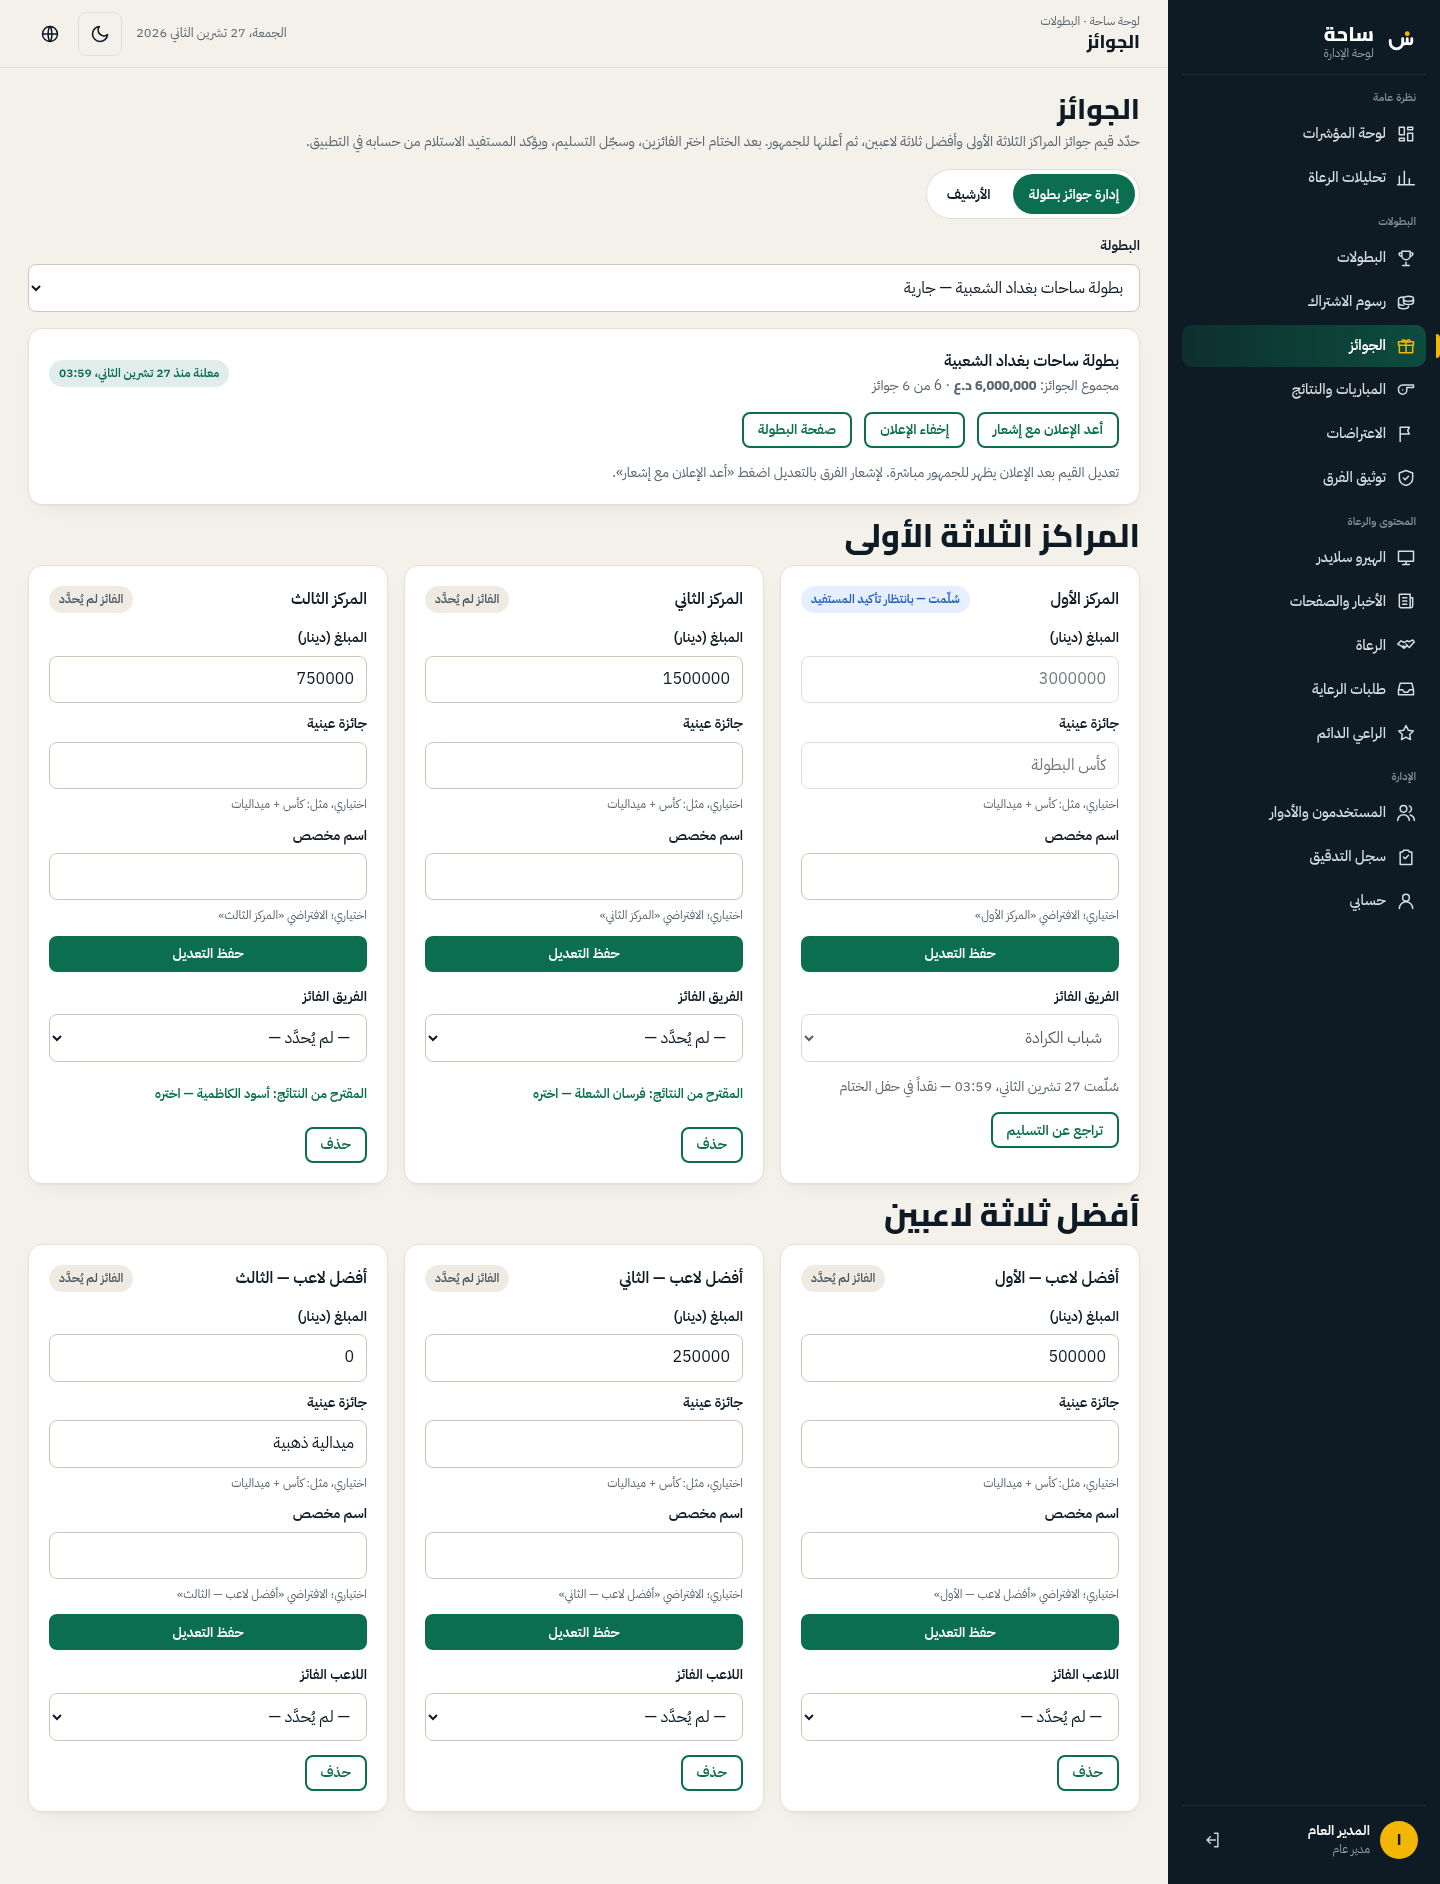 ساحة
لوحة الإدارة
نظرة عامة
لوحة المؤشرات
تحليلات الرعاة
البطولات
البطولات
رسوم الاشتراك
الجوائز
المباريات والنتائج
الاعتراضات
توثيق الفرق
المحتوى والرعاة
الهيرو سلايدر
الأخبار والصفحات
الرعاة
طلبات الرعاية
الراعي الدائم
الإدارة
المستخدمون والأدوار
سجل التدقيق
حسابي
ا
المدير العام
مدير عام
لوحة ساحة · البطولات
الجوائز
الجمعة، 27 تشرين الثاني 2026
الجوائز
حدّد قيم جوائز المراكز الثلاثة الأولى وأفضل ثلاثة لاعبين، ثم أعلنها للجمهور. بعد الختام اختر الفائزين، وسجّل التسليم، ويؤكد المستفيد الاستلام من حسابه في التطبيق.
إدارة جوائز بطولة
الأرشيف
البطولة
بطولة ساحات بغداد الشعبية — جارية
بطولة ساحات بغداد الشعبية
معلنة منذ 27 تشرين الثاني، 03:59
مجموع الجوائز: 6,000,000 د.ع · 6 من 6 جوائز
أعد الإعلان مع إشعار
إخفاء الإعلان
صفحة البطولة
تعديل القيم بعد الإعلان يظهر للجمهور مباشرة. لإشعار الفرق بالتعديل اضغط «أعد الإعلان مع إشعار».
المراكز الثلاثة الأولى
المركز الأول
سُلّمت — بانتظار تأكيد المستفيد
المبلغ (دينار)
3000000
جائزة عينية
كأس البطولة
اختياري، مثل: كأس + ميداليات
اسم مخصص
اختياري؛ الافتراضي «المركز الأول»
حفظ التعديل
الفريق الفائز
شباب الكرادة
سُلّمت 27 تشرين الثاني، 03:59 — نقداً في حفل الختام
تراجع عن التسليم
المركز الثاني
الفائز لم يُحدَّد
المبلغ (دينار)
1500000
جائزة عينية
اختياري، مثل: كأس + ميداليات
اسم مخصص
اختياري؛ الافتراضي «المركز الثاني»
حفظ التعديل
الفريق الفائز
— لم يُحدَّد —
المقترح من النتائج: فرسان الشعلة — اختره
حذف
المركز الثالث
الفائز لم يُحدَّد
المبلغ (دينار)
750000
جائزة عينية
اختياري، مثل: كأس + ميداليات
اسم مخصص
اختياري؛ الافتراضي «المركز الثالث»
حفظ التعديل
الفريق الفائز
— لم يُحدَّد —
المقترح من النتائج: أسود الكاظمية — اختره
حذف
أفضل ثلاثة لاعبين
أفضل لاعب — الأول
الفائز لم يُحدَّد
المبلغ (دينار)
500000
جائزة عينية
اختياري، مثل: كأس + ميداليات
اسم مخصص
اختياري؛ الافتراضي «أفضل لاعب — الأول»
حفظ التعديل
اللاعب الفائز
— لم يُحدَّد —
حذف
أفضل لاعب — الثاني
الفائز لم يُحدَّد
المبلغ (دينار)
250000
جائزة عينية
اختياري، مثل: كأس + ميداليات
اسم مخصص
اختياري؛ الافتراضي «أفضل لاعب — الثاني»
حفظ التعديل
اللاعب الفائز
— لم يُحدَّد —
حذف
أفضل لاعب — الثالث
الفائز لم يُحدَّد
المبلغ (دينار)
0
جائزة عينية
ميدالية ذهبية
اختياري، مثل: كأس + ميداليات
اسم مخصص
اختياري؛ الافتراضي «أفضل لاعب — الثالث»
حفظ التعديل
اللاعب الفائز
— لم يُحدَّد —
حذف